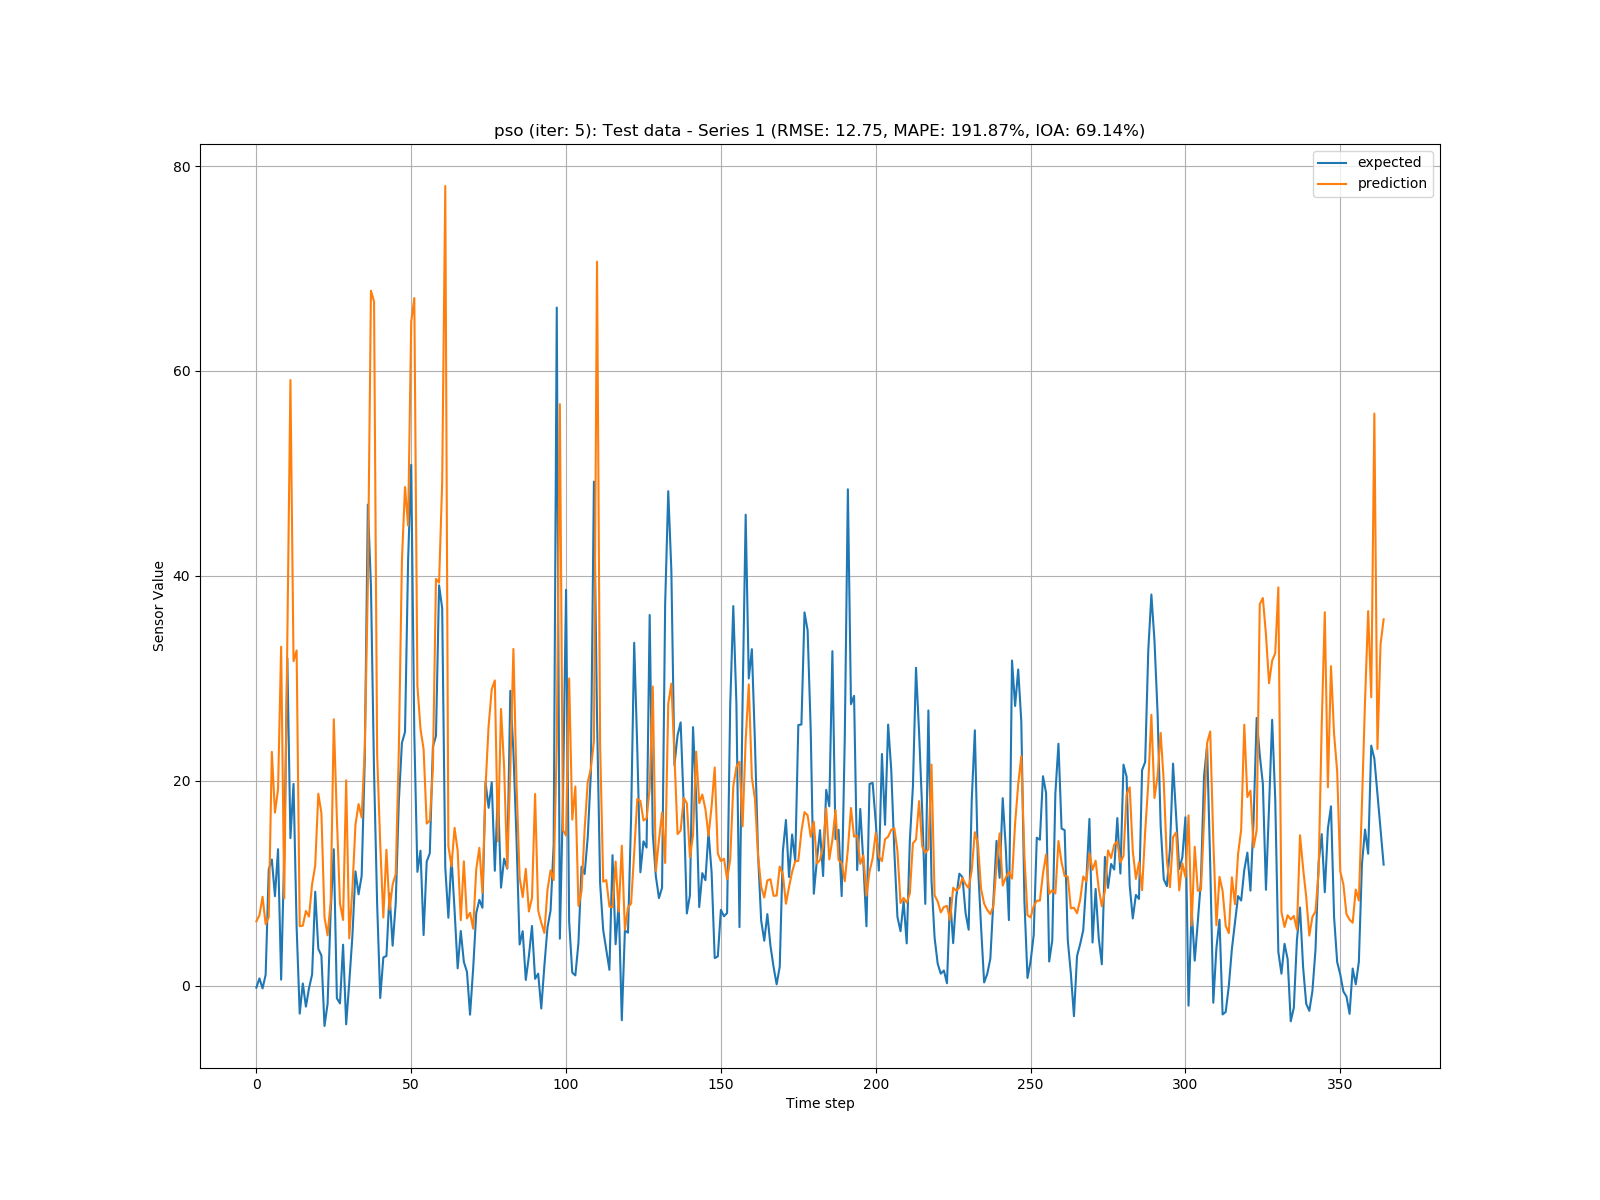 pso (iter: 5): Test data - Series 1 (RMSE: 12.75, MAPE: 191.87%, IOA: 69.14%)
expected
prediction
80
60
40
20
0
Sensor Value
0 50 100 150 200 250 300 350
Time step